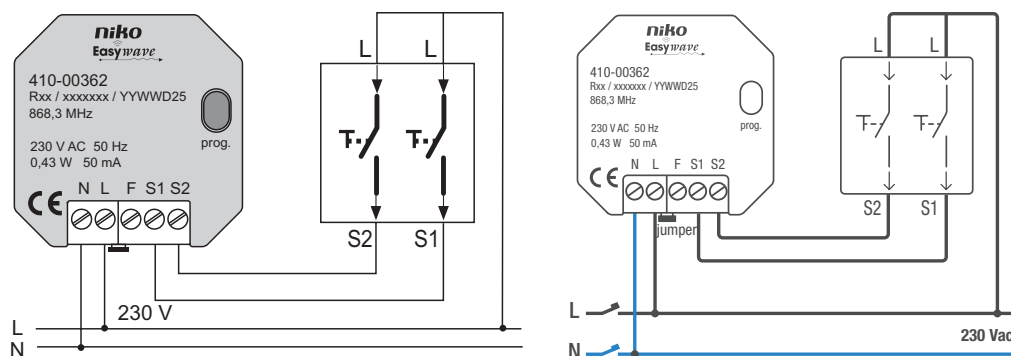 niko
Easywave
410-00362
Rxx / xxxxxxx / YYWWD25
868,3 MHz
230 V AC 50 Hz
0,43 W 50 mA
prog.
CE
N L F S1 S2
L L
S2 S1
230 V
L
N
niko
Easywave
410-00362
Rxx / xxxxxxx / YYWWD25
868,3 MHz
230 V AC 50 Hz
0,43 W 50 mA
prog.
CE
N L F S1 S2
jumper
L L
S2 S1
L
230 Vac
N